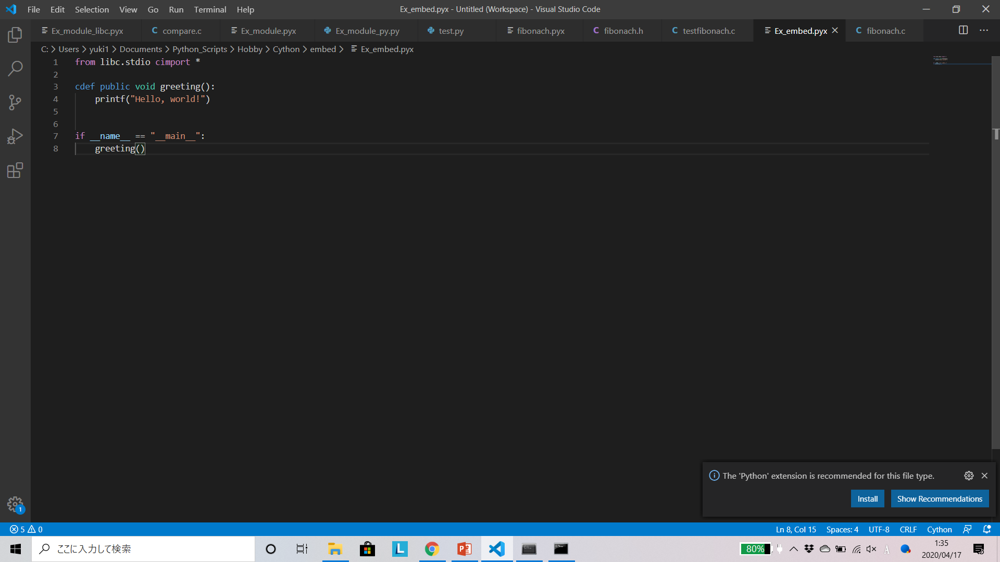 File Edit Selection View Go Run Terminal Help
Ex_embed.pyx - Untitled (Workspace) - Visual Studio Code
Ex_module_libc.pyx
compare.c
Ex_module.pyx
Ex_module_py.py
test.py
fibonach.pyx
fibonach.h
testfibonach.c
Ex_embed.pyx
fibonach.c
C: > Users > yuki1 > Documents > Python_Scripts > Hobby > Cython > embed > Ex_embed.pyx
1 from libc.stdio cimport *
2
3 cdef public void greeting():
4     printf("Hello, world!")
5
6
7 if __name__ == "__main__":
8     greeting()
The 'Python' extension is recommended for this file type.
Install
Show Recommendations
1
5 0
Ln 8, Col 15
Spaces: 4
UTF-8
CRLF
Cython
ここに入力して検索
80%
A
1:35
2020/04/17